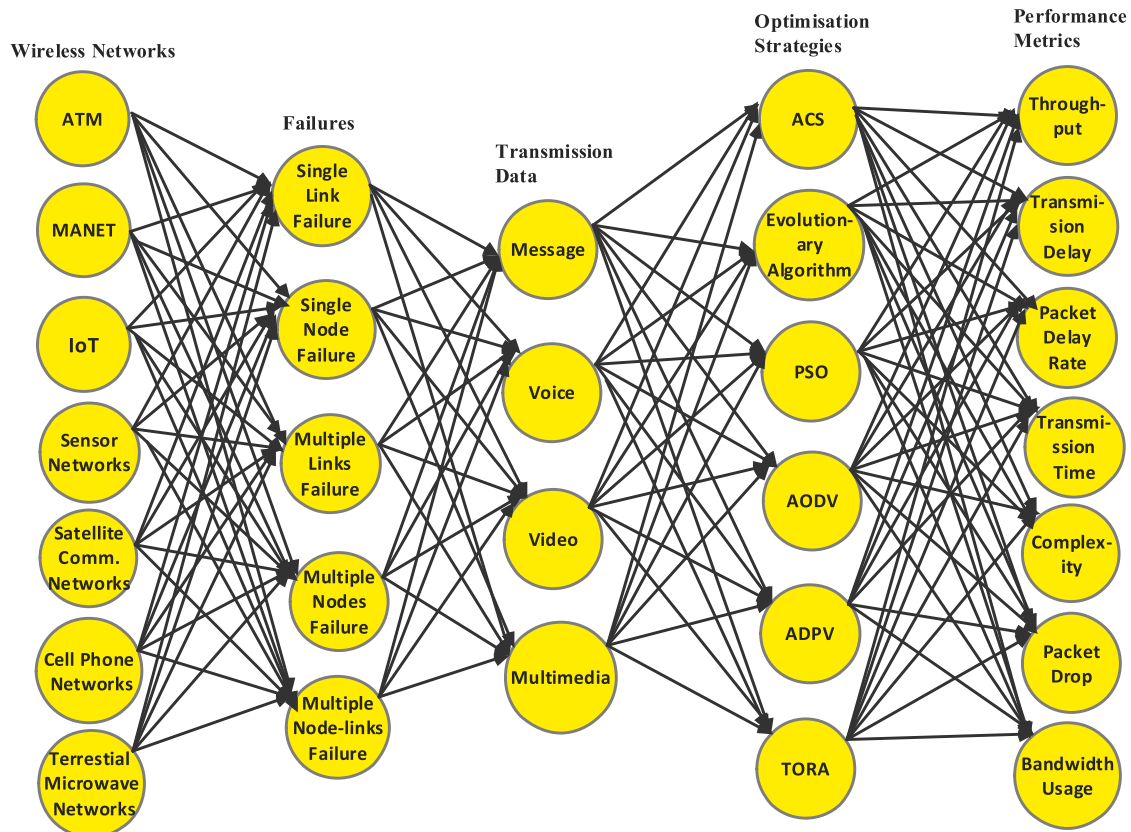 Wireless Networks
ATM
MANET
IoT
Sensor
Networks
Satellite
Comm.
Networks
Cell Phone
Networks
Terrestial
Microwave
Networks
Failures
Single
Link
Failure
Single
Node
Failure
Multiple
Links
Failure
Multiple
Nodes
Failure
Multiple
Node-links
Failure
Transmission
Data
Message
Voice
Video
Multimedia
Optimisation
Strategies
ACS
Evolution-
ary
Algorithm
PSO
AODV
ADPV
TORA
Performance
Metrics
Through-
put
Transmi-
sion
Delay
Packet
Delay
Rate
Transmi-
ssion
Time
Complex-
ity
Packet
Drop
Bandwidth
Usage